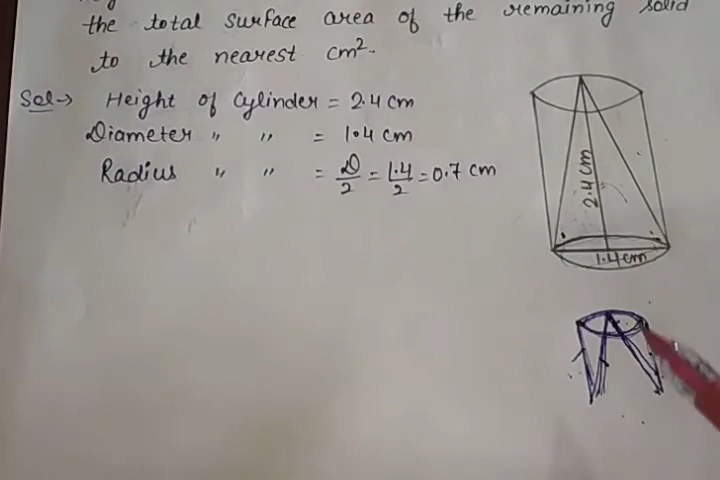 the total surface area of the remaining solid
to the nearest cm².
Sol→ Height of Cylinder = 2.4 cm
Diameter " " = 1.4 cm
Radius " " = D/2 = 1.4/2 = 0.7 cm
2.4 cm
1.4 cm